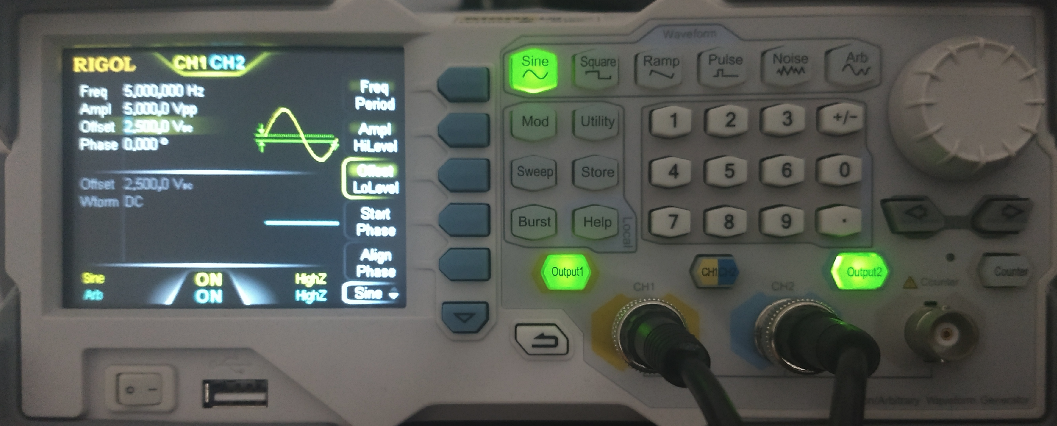 RIGOL CH1 CH2
Freq 5,000,000 Hz
Ampl 5,000,0 Vpp
Offset 2,500,0 VDC
Phase 0,000 °
Offset 2,500,0 VDC
Wform DC
Sine ON HighZ
Arb ON HighZ
Freq
Period
Ampl
HiLevel
Offset
LoLevel
Start
Phase
Align
Phase
Sine
Waveform
Sine Square Ramp Pulse Noise Arb
Mod Utility
Sweep Store
Burst Help
Local
1 2 3 +/-
4 5 6 0
7 8 9 .
Output1 CH1 Output2 Counter
CH1 CH2 Counter
Arbitrary Waveform Generator